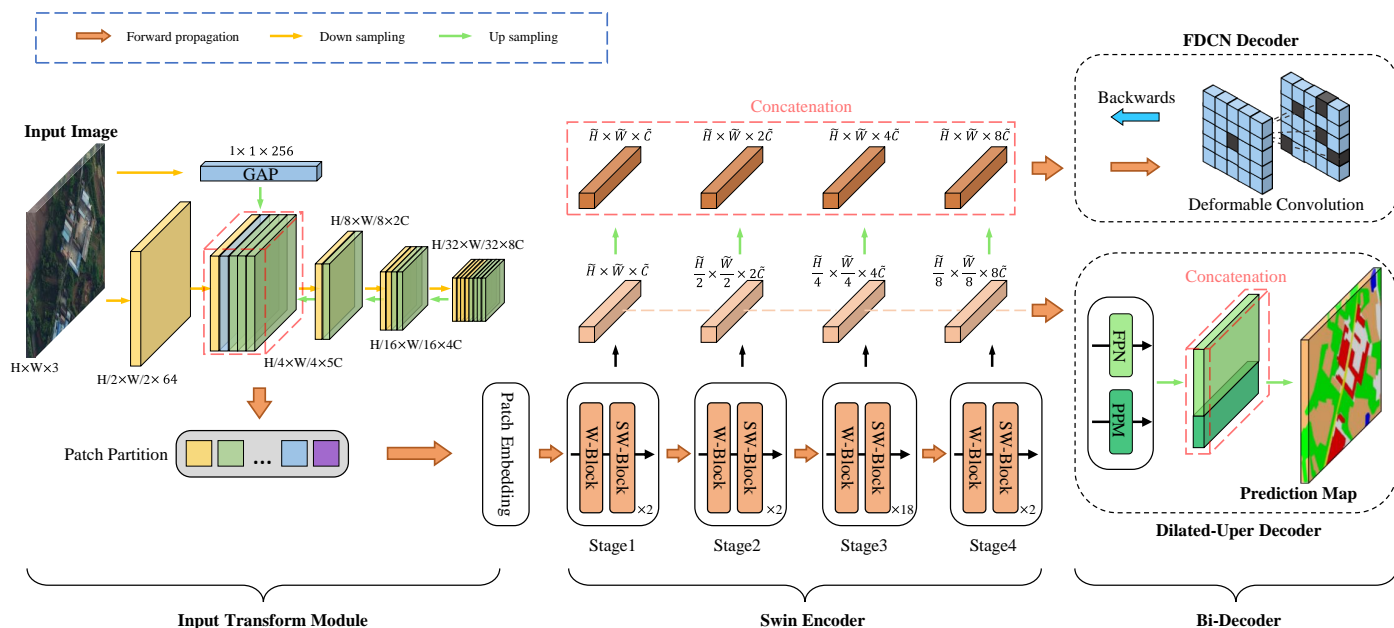 Forward propagation
Down sampling
Up sampling
Input Image
1 × 1 × 256
GAP
H/8×W/8×2C
H/32×W/32×8C
H×W×3
H/2×W/2× 64
H/4×W/4×5C
H/16×W/16×4C
Patch Partition
...
Patch Embedding
Concatenation
H̃ × W̃ × C̃
H̃ × W̃ × 2C̃
H̃ × W̃ × 4C̃
H̃ × W̃ × 8C̃
H̃ × W̃ × C̃
H̃/2 × W̃/2 × 2C̃
H̃/4 × W̃/4 × 4C̃
H̃/8 × W̃/8 × 8C̃
W-Block
SW-Block
×2
W-Block
SW-Block
×2
W-Block
SW-Block
×18
W-Block
SW-Block
×2
Stage1
Stage2
Stage3
Stage4
FDCN Decoder
Backwards
Deformable Convolution
Concatenation
FPN
PPM
Prediction Map
Dilated-Uper Decoder
Input Transform Module
Swin Encoder
Bi-Decoder